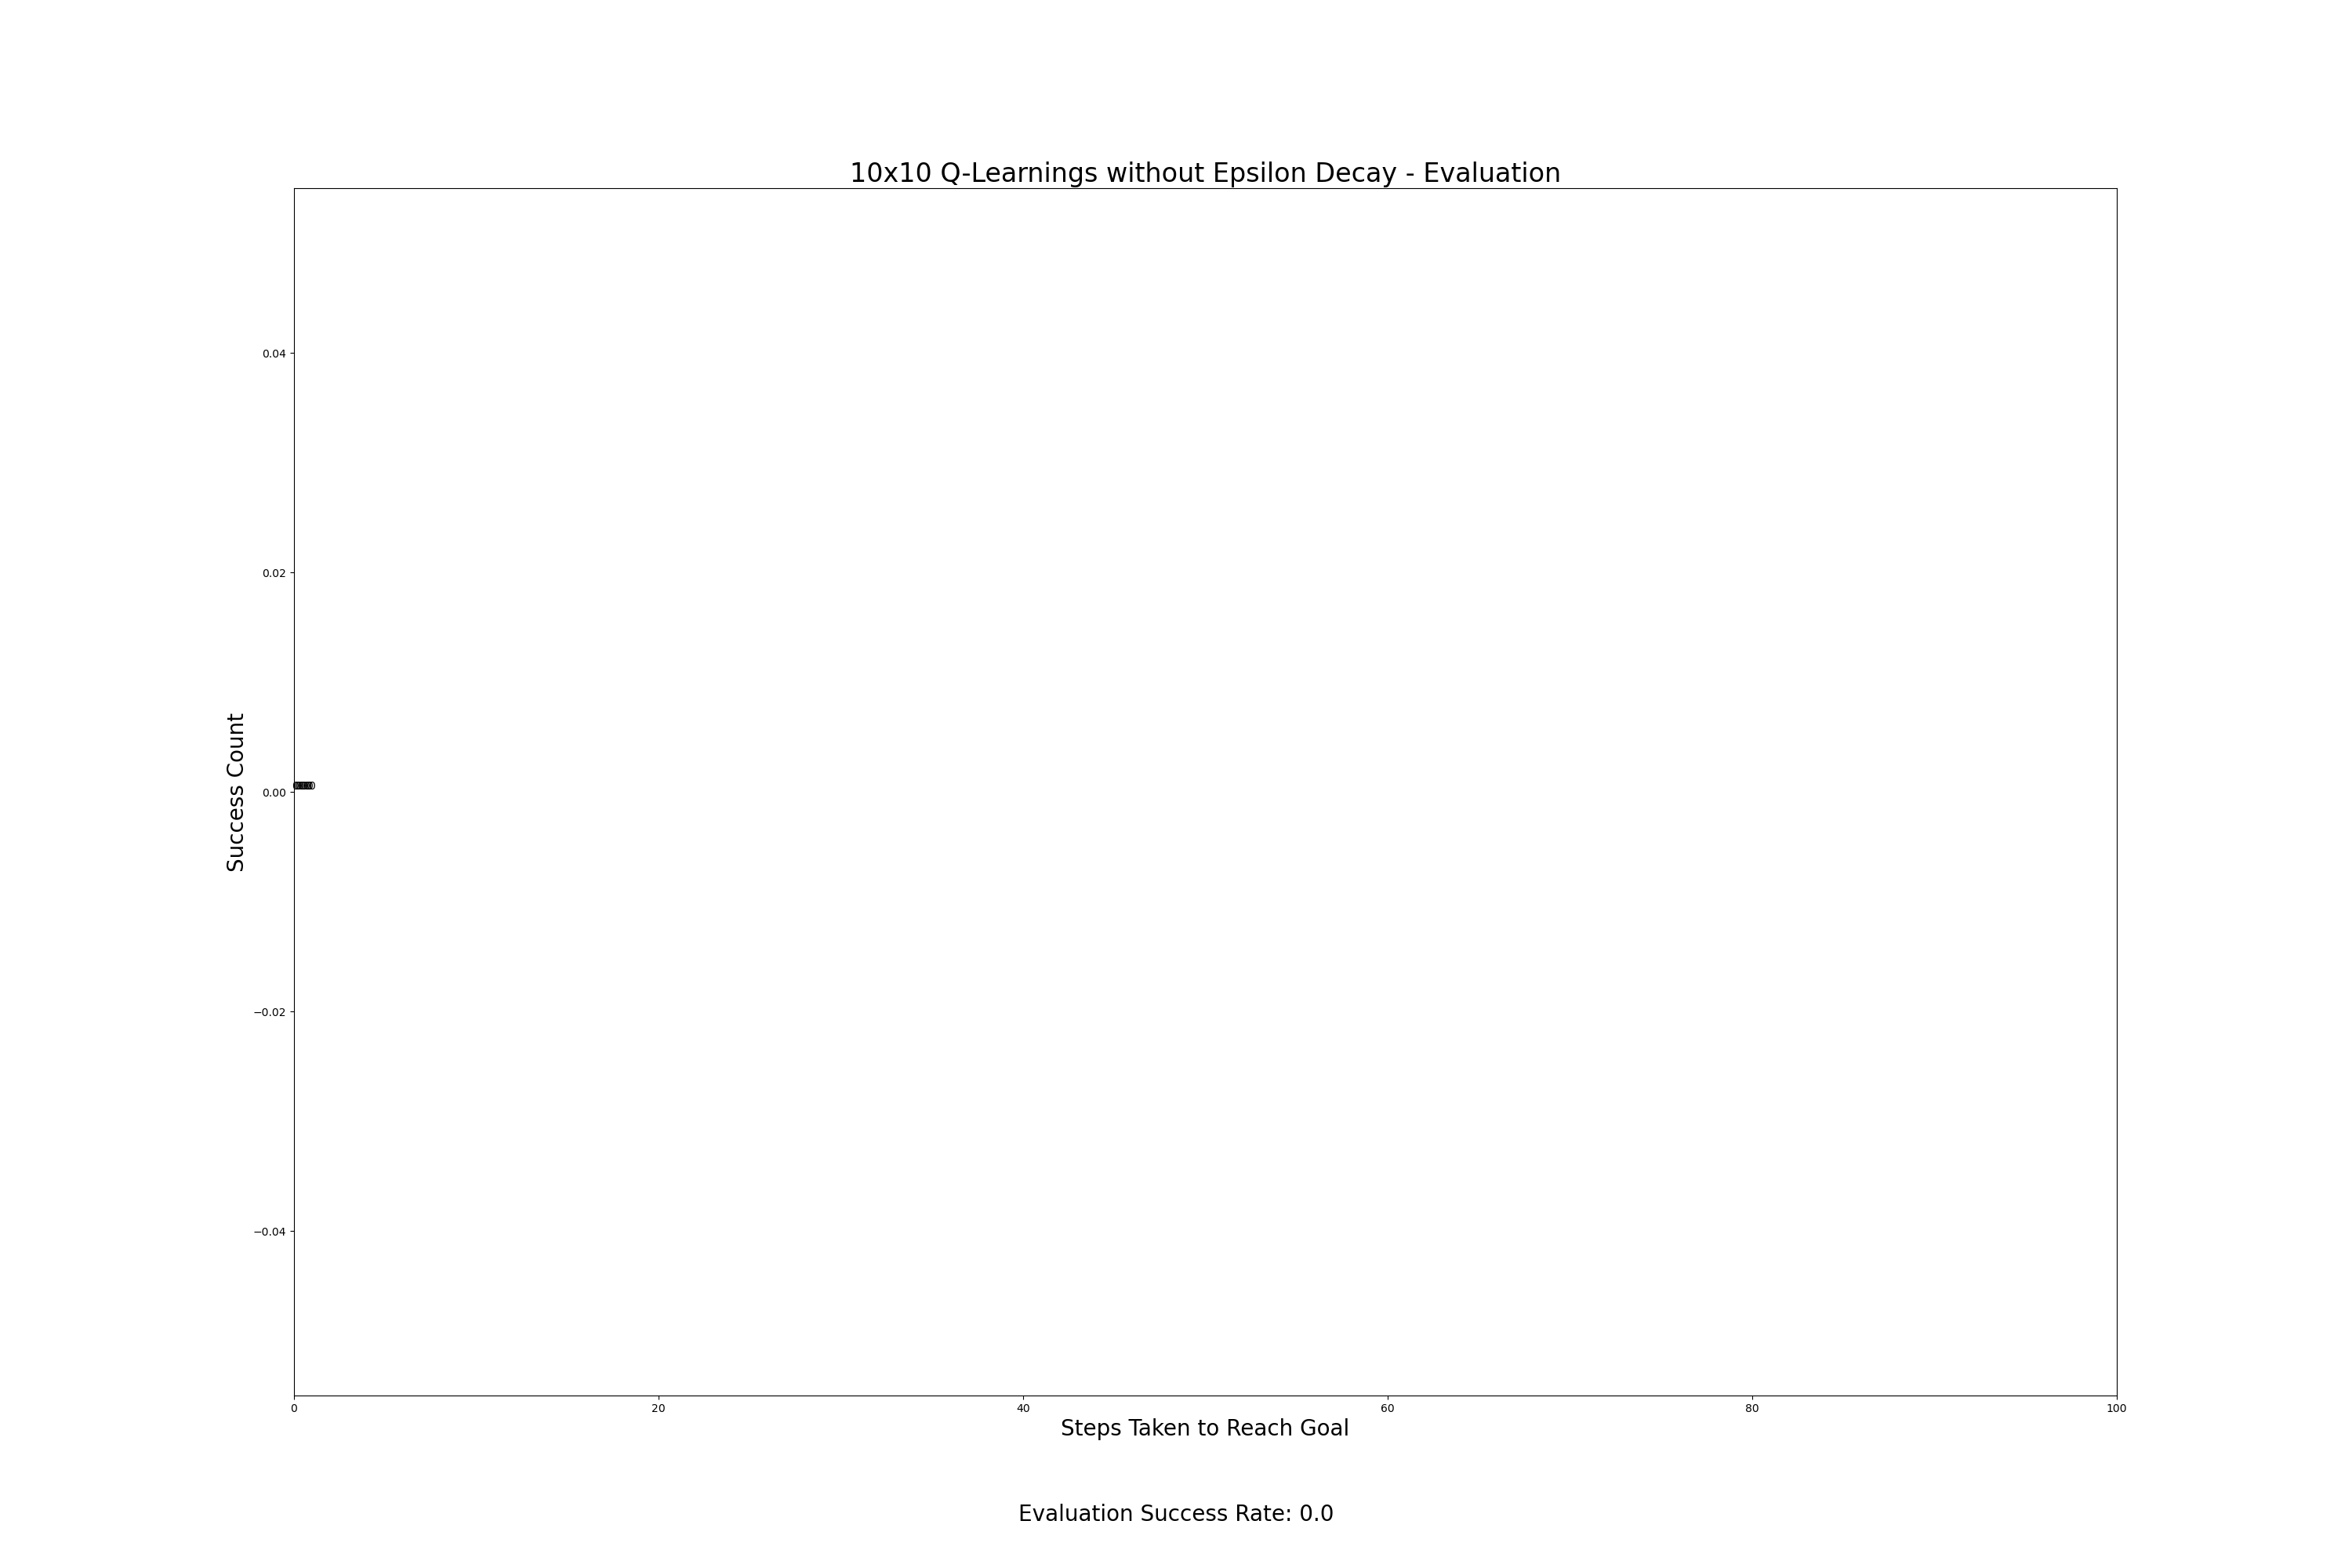 10x10 Q-Learnings without Epsilon Decay - Evaluation
0.04
0.02
0.00
−0.02
−0.04
Success Count
0
20
40
60
80
100
Steps Taken to Reach Goal
Evaluation Success Rate: 0.0